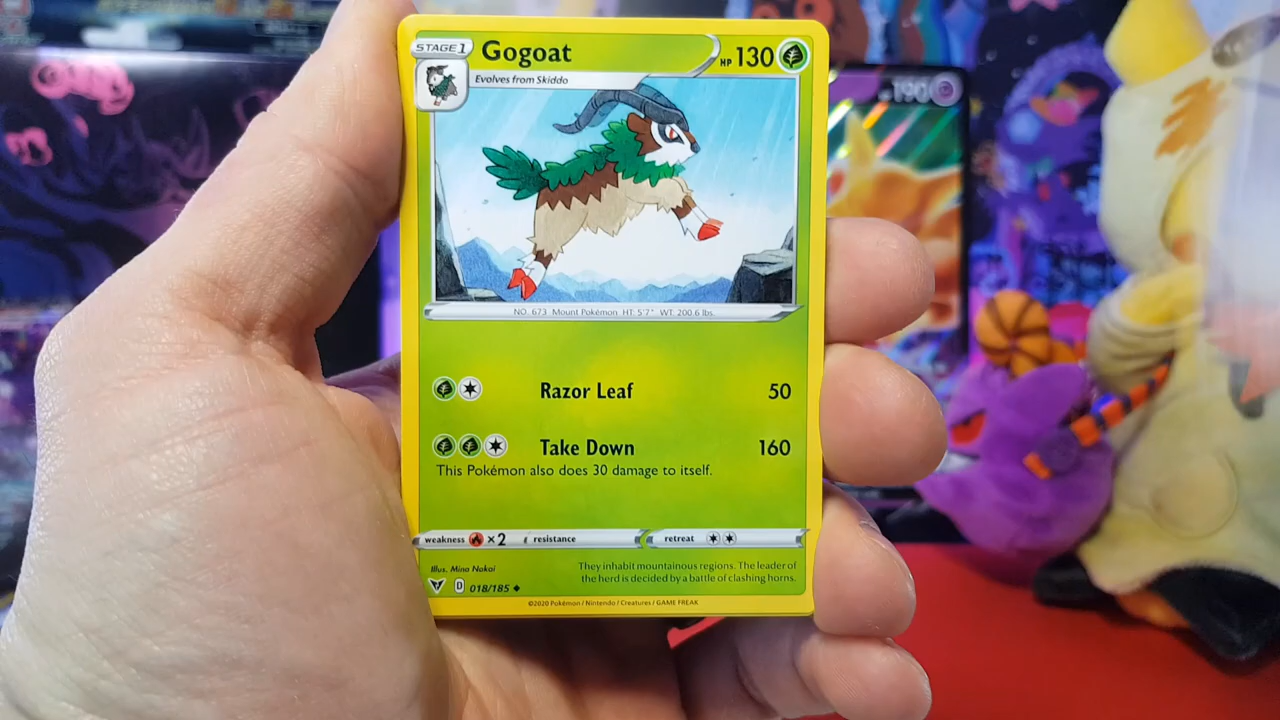 STAGE 1 Gogoat HP 130
Evolves from Skiddo
NO. 673 Mount Pokémon HT: 5'7" WT: 200.6 lbs.
Razor Leaf 50
Take Down 160
This Pokémon also does 30 damage to itself.
weakness ×2 resistance retreat
Illus. Mina Nakai
They inhabit mountainous regions. The leader of
the herd is decided by a battle of clashing horns.
D 018/185
©2020 Pokémon / Nintendo / Creatures / GAME FREAK
190